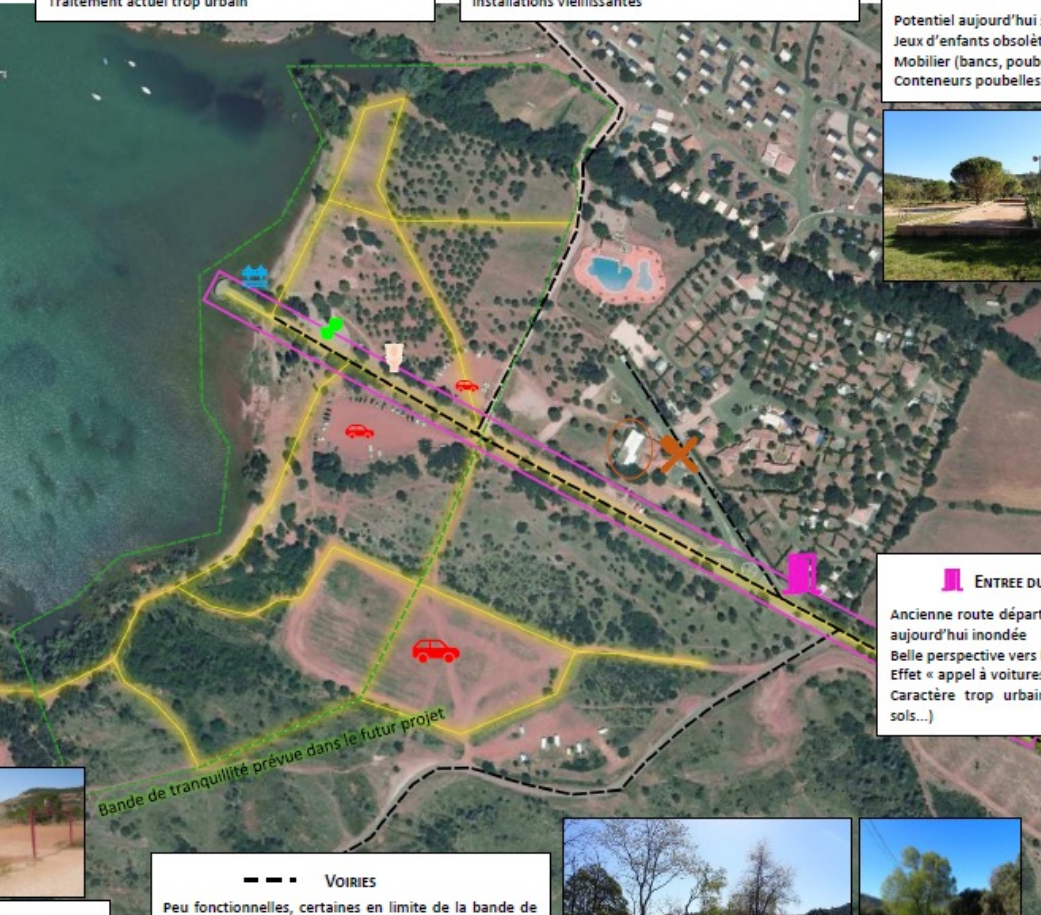 Traitement actuel trop urbain
Installations vieillissantes
Potentiel aujourd'hui
Jeux d'enfants obsolèt
Mobilier (bancs, poub
Conteneurs poubelles
ENTREE DU
Ancienne route départ
aujourd'hui inondée
Belle perspective vers
Effet « appel à voitures
Caractère trop urbain
sols...)
Bande de tranquillité prévue dans le futur projet
VOIRIES
Peu fonctionnelles, certaines en limite de la bande de